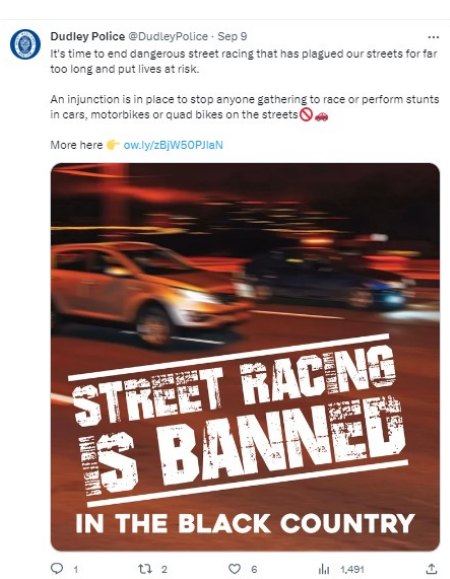 Dudley Police @DudleyPolice · Sep 9
It's time to end dangerous street racing that has plagued our streets for far
too long and put lives at risk.
An injunction is in place to stop anyone gathering to race or perform stunts
in cars, motorbikes or quad bikes on the streets🚫🚗
More here 👉 ow.ly/zBjW50PJlaN
STREET RACING
IS BANNED
IN THE BLACK COUNTRY
1 2 6 1,491